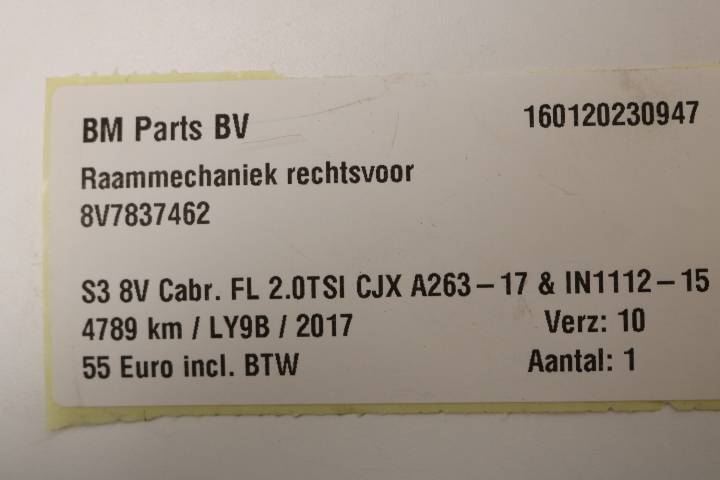 BM Parts BV 160120230947
Raammechaniek rechtsvoor
8V7837462
S3 8V Cabr. FL 2.0TSI CJX A263-17 & IN1112-15
4789 km / LY9B / 2017 Verz: 10
55 Euro incl. BTW Aantal: 1